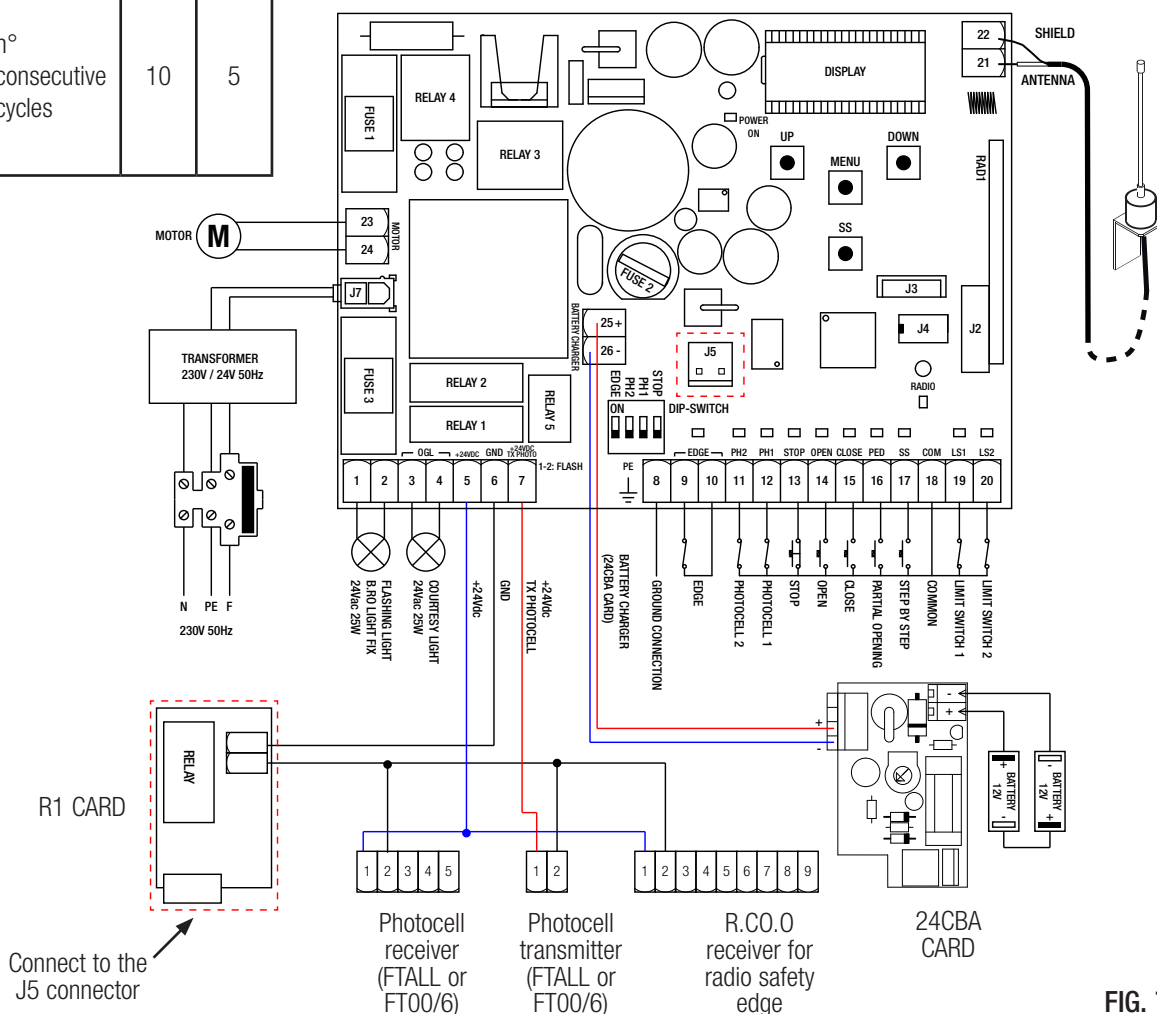 n°
consecutive
cycles
10
5
FUSE 1
RELAY 4
RELAY 3
DISPLAY
POWER
ON
UP
DOWN
MENU
SS
22
21
SHIELD
ANTENNA
RAD1
MOTOR
M
23
24
MOTOR
J7
FUSE 2
J3
J4
J2
RADIO
TRANSFORMER
230V / 24V 50Hz
FUSE 3
BATTERY CHARGER
25 +
26 -
J5
RELAY 2
RELAY 1
RELAY 5
EDGE
PH2
PH1
STOP
ON
DIP-SWITCH
OGL
+24VDC
GND
+24VDC
TX PHOTO
1-2: FLASH
PE
EDGE
PH2 PH1 STOP OPEN CLOSE PED SS COM LS1 LS2
1 2 3 4 5 6 7
8 9 10 11 12 13 14 15 16 17 18 19 20
FLASHING LIGHT
B.RO LIGHT FIX
24Vac 25W
COURTESY LIGHT
24Vac 25W
+24Vdc
GND
+24Vdc
TX PHOTOCELL
BATTERY CHARGER
(24CBA CARD)
GROUND CONNECTION
EDGE
PHOTOCELL 2
PHOTOCELL 1
STOP
OPEN
CLOSE
PARTIAL OPENING
STEP BY STEP
COMMON
LIMIT SWITCH 1
LIMIT SWITCH 2
N PE F
230V 50Hz
RELAY
R1 CARD
Connect to the
J5 connector
1 2 3 4 5
Photocell
receiver
(FTALL or
FT00/6)
1 2
Photocell
transmitter
(FTALL or
FT00/6)
1 2 3 4 5 6 7 8 9
R.CO.O
receiver for
radio safety
edge
+
-
-
+
+ BATTERY -
12V
- BATTERY +
12V
24CBA
CARD
FIG.